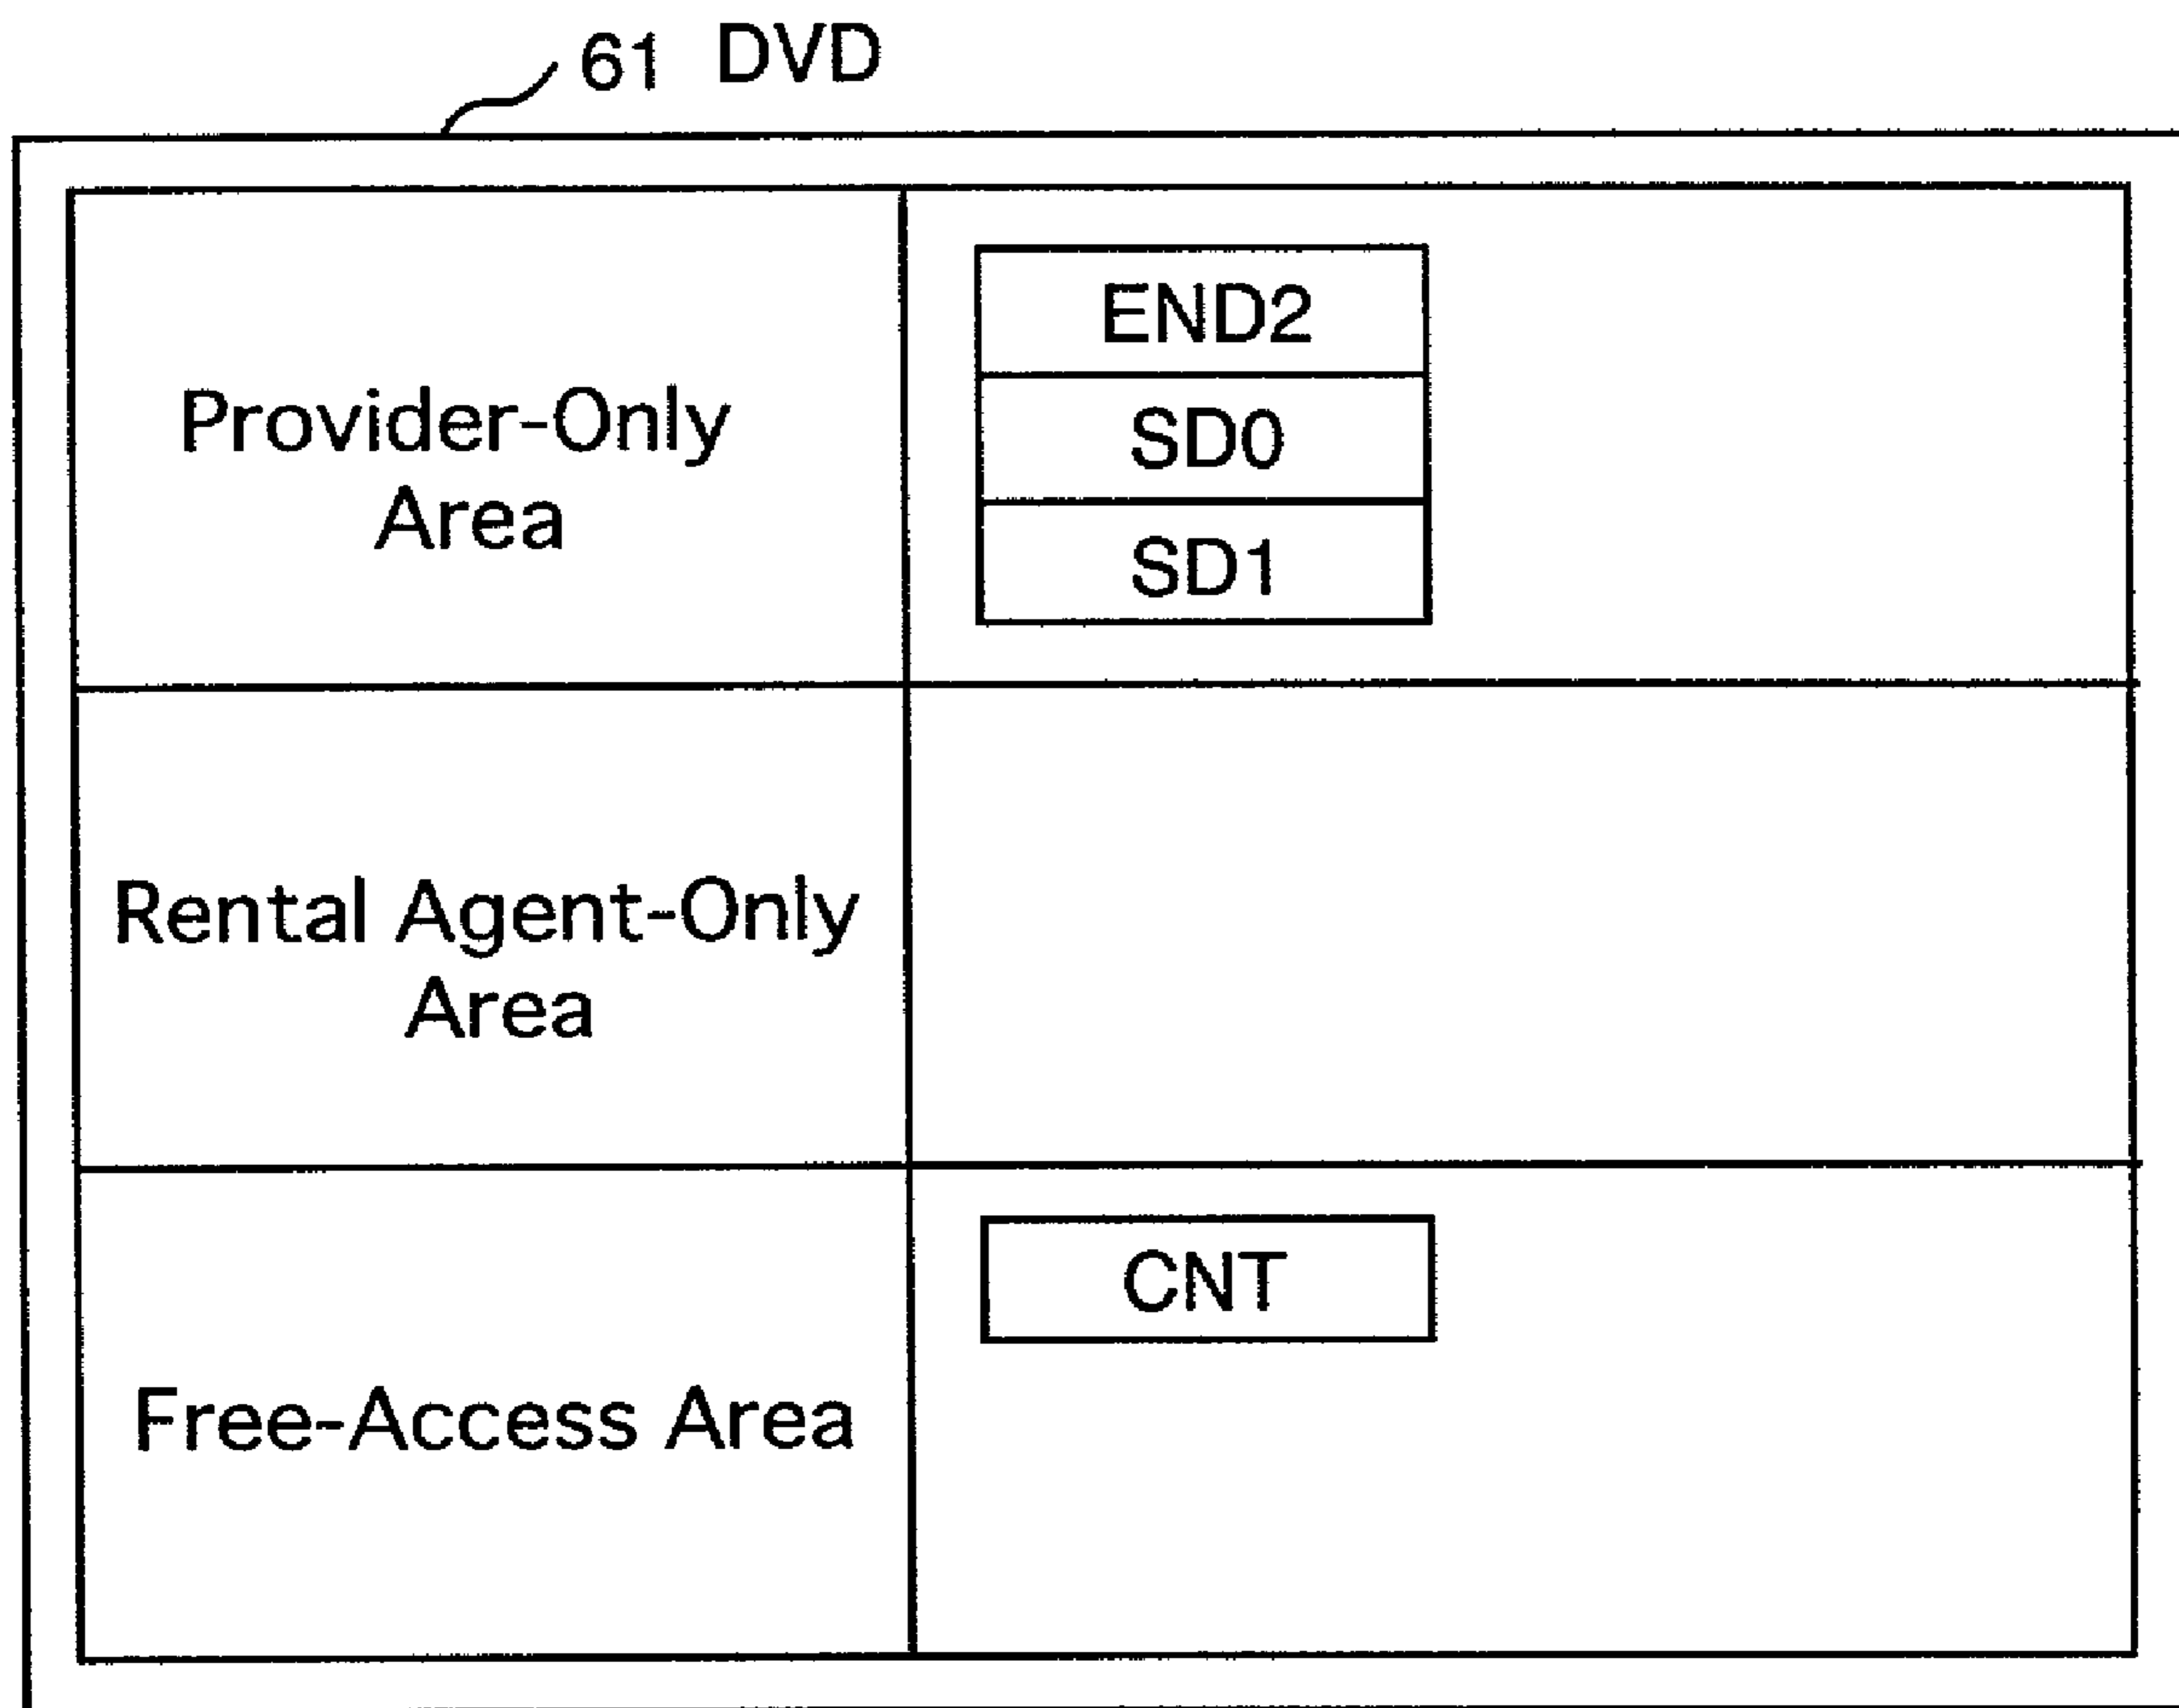 61 DVD
Provider-Only
Area
END2
SD0
SD1
Rental Agent-Only
Area
Free-Access Area
CNT